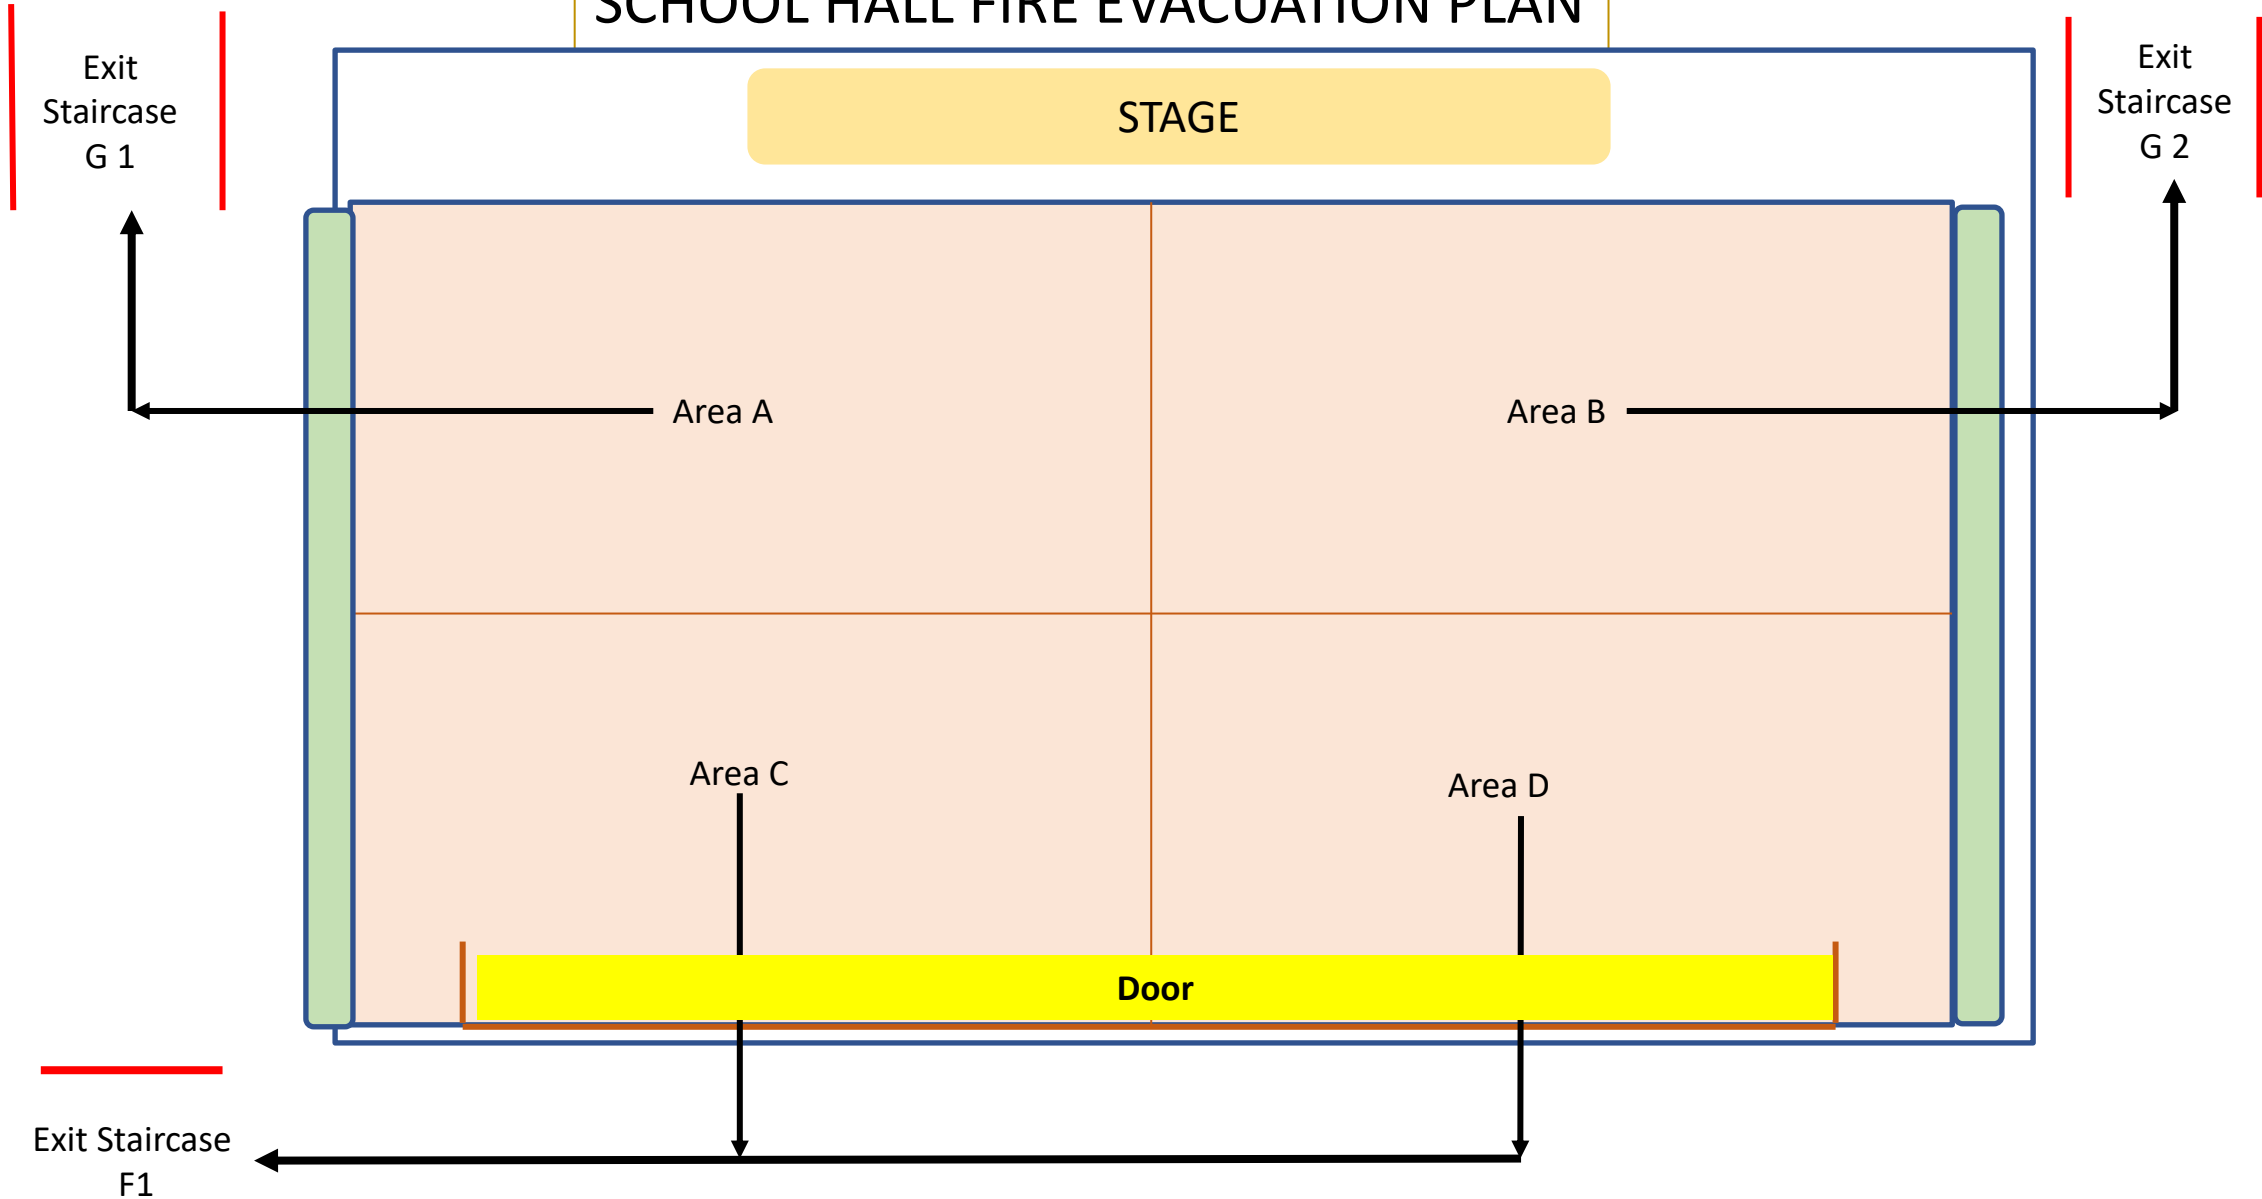 SCHOOL HALL FIRE EVACUATION PLAN
Exit
Staircase
G 1
STAGE
Exit
Staircase
G 2
Area A
Area B
Area C
Area D
Door
Exit Staircase
F1